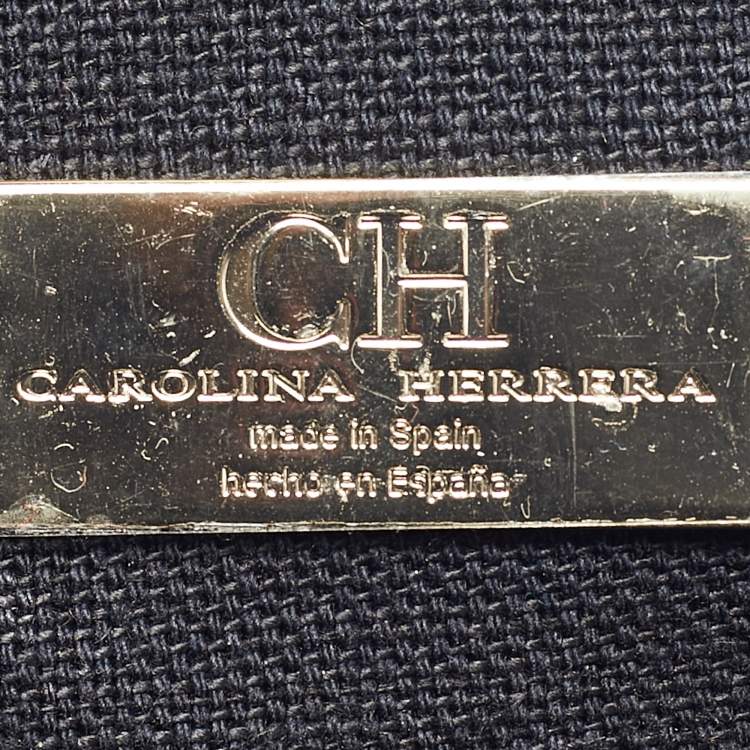 CH
CAROLINA HERRERA
made in Spain
hecho en España